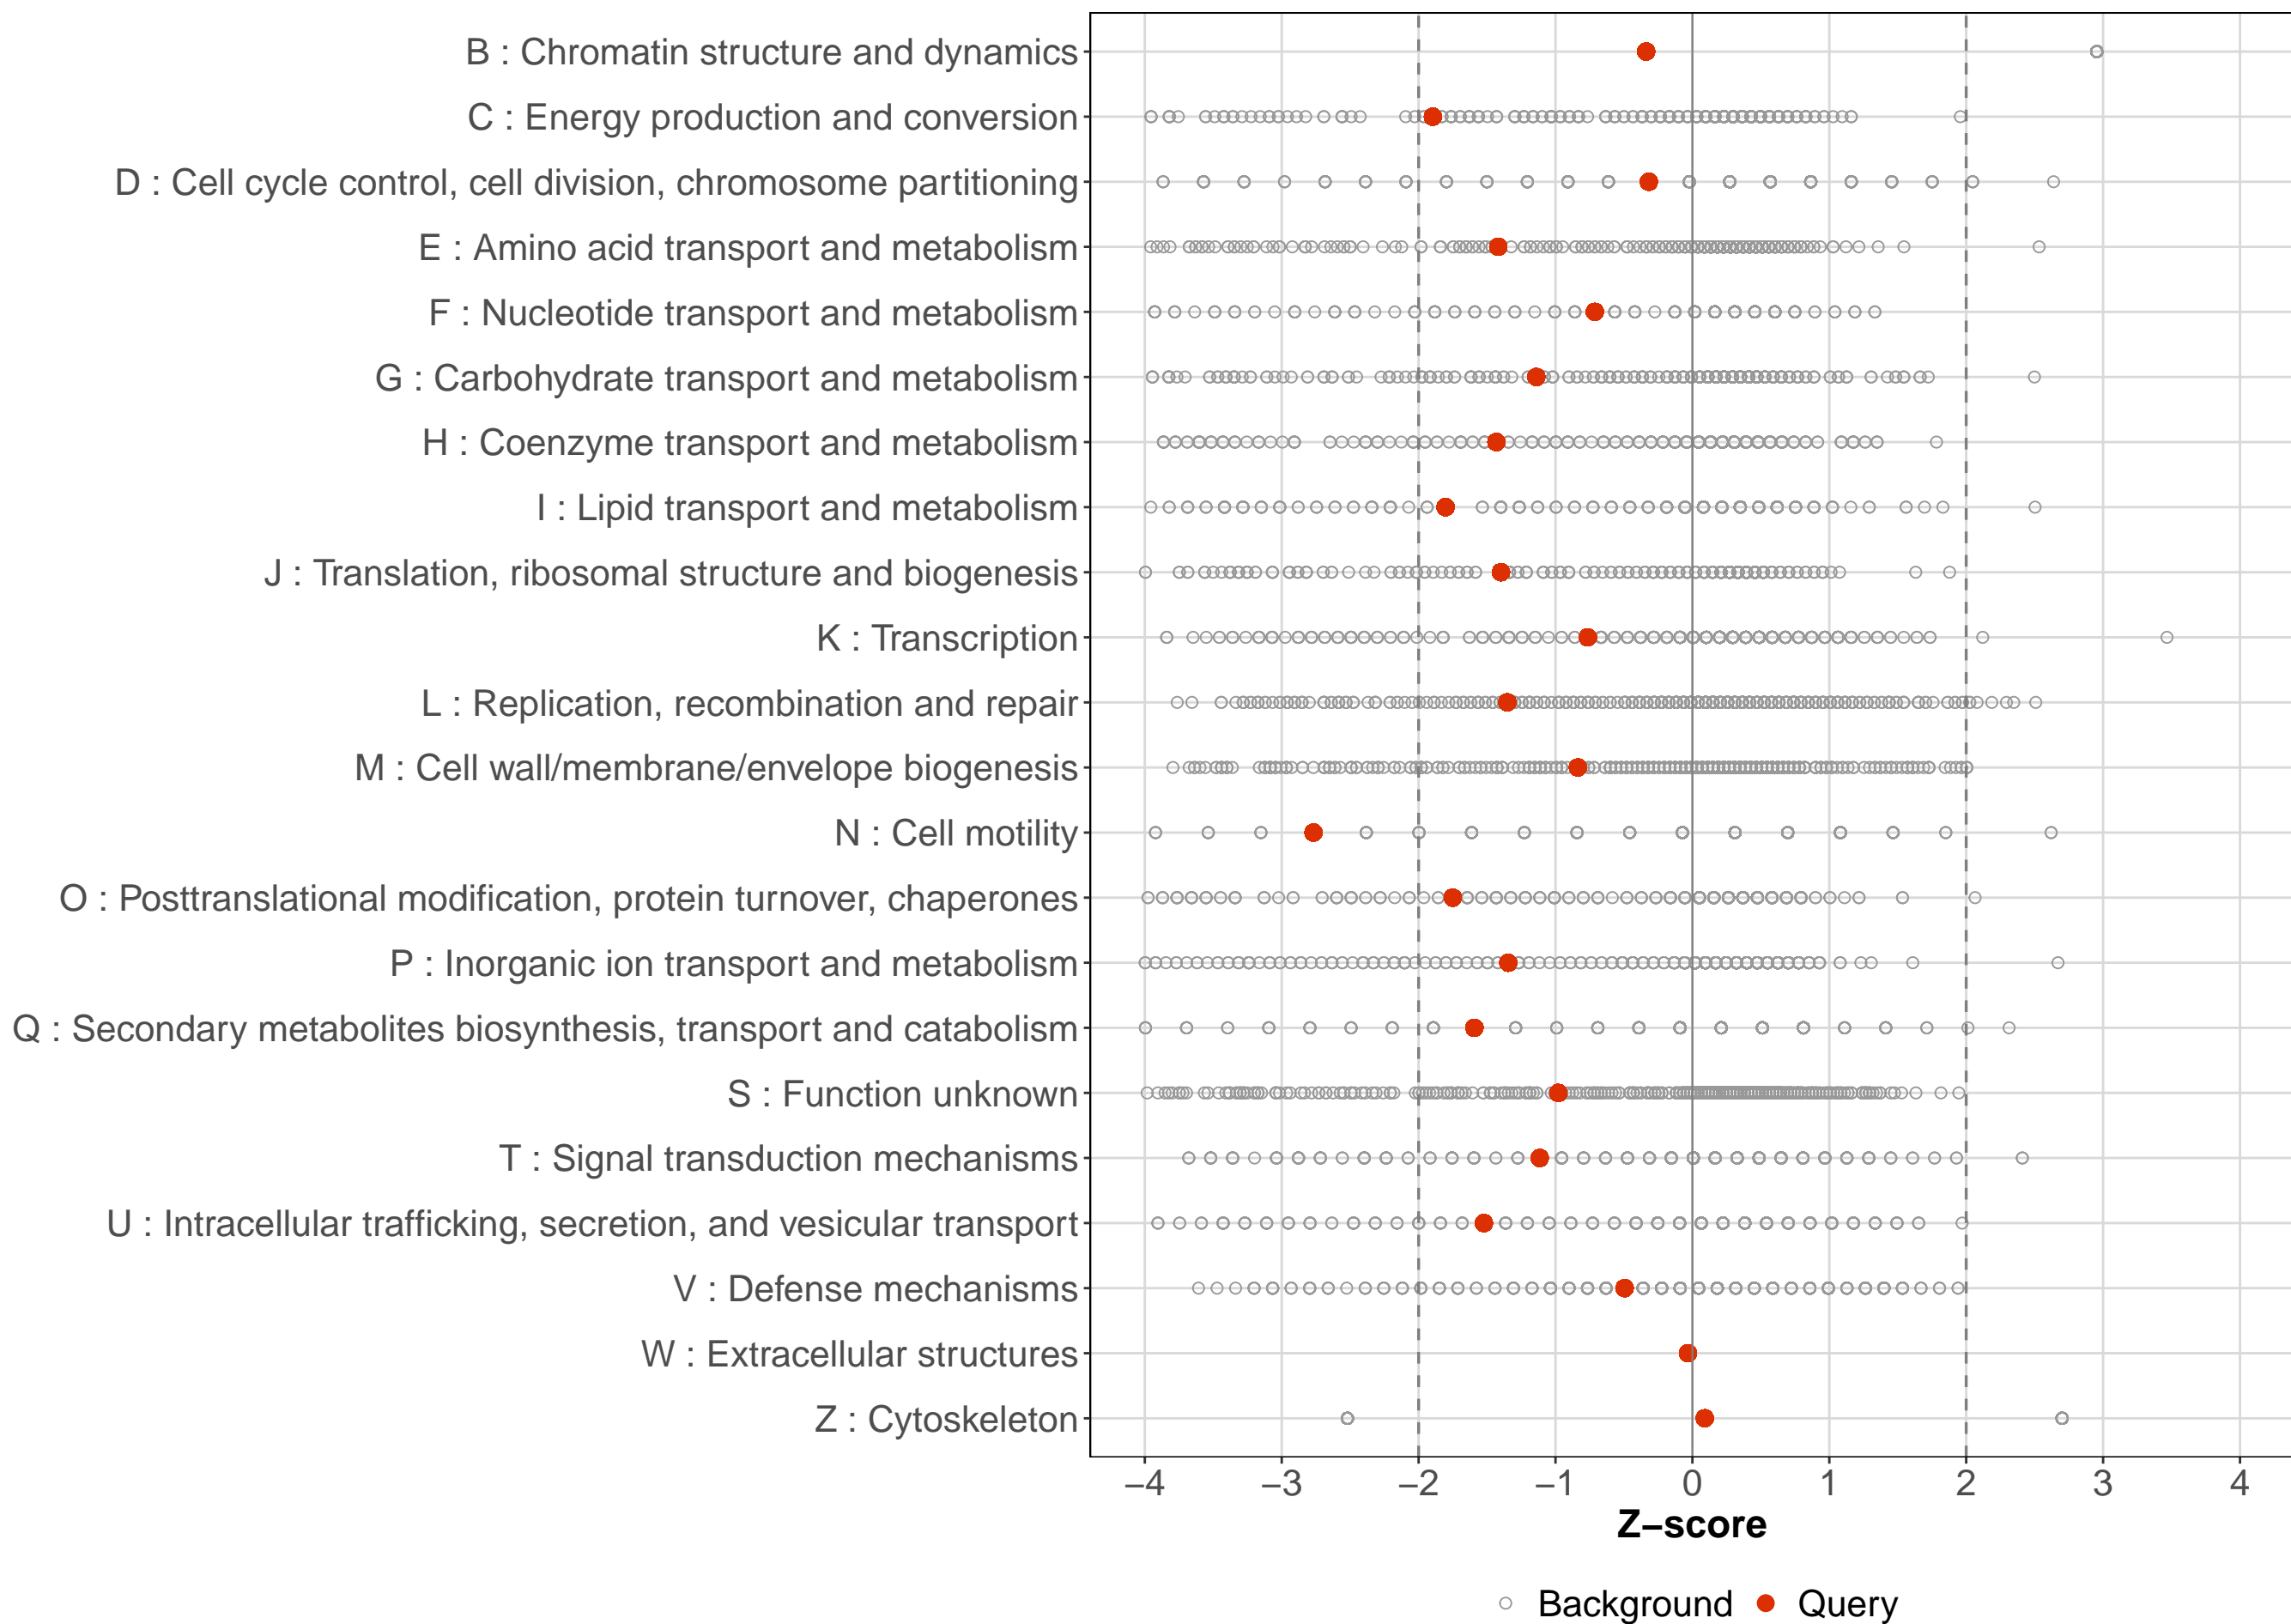 B : Chromatin structure and dynamics
C : Energy production and conversion
D : Cell cycle control, cell division, chromosome partitioning
E : Amino acid transport and metabolism
F : Nucleotide transport and metabolism
G : Carbohydrate transport and metabolism
H : Coenzyme transport and metabolism
I : Lipid transport and metabolism
J : Translation, ribosomal structure and biogenesis
K : Transcription
L : Replication, recombination and repair
M : Cell wall/membrane/envelope biogenesis
N : Cell motility
O : Posttranslational modification, protein turnover, chaperones
P : Inorganic ion transport and metabolism
Q : Secondary metabolites biosynthesis, transport and catabolism
S : Function unknown
T : Signal transduction mechanisms
U : Intracellular trafficking, secretion, and vesicular transport
V : Defense mechanisms
W : Extracellular structures
Z : Cytoskeleton
−4 −3 −2 −1 0 1 2 3 4
Z−score
Background Query